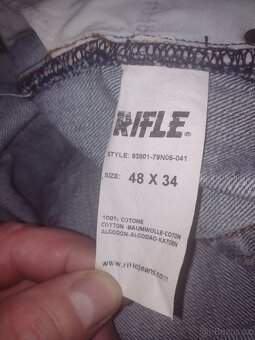 RIFLE®
STYLE: 93801-79N05-041
SIZE: 48 X 34
100% COTONE
COTTON-BAUMWOLLE-COTON
ALGODON-ALGODAO-KATOEN
www.riflejeans.com